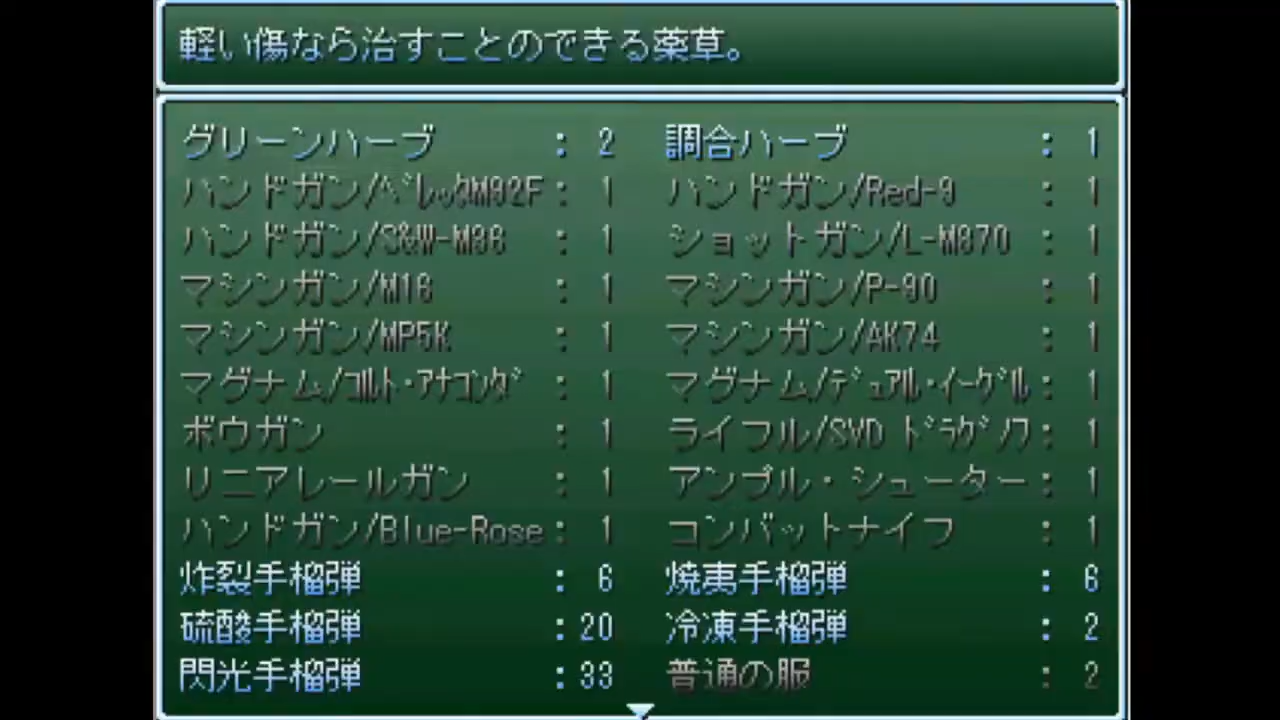 軽い傷なら治すことのできる薬草。
グリーンハーブ : 2 調合ハーブ : 1
ハンドガン/ベレッタM92F : 1 ハンドガン/Red-9 : 1
ハンドガン/S&W-M36 : 1 ショットガン/L-M870 : 1
マシンガン/M16 : 1 マシンガン/P-90 : 1
マシンガン/MP5K : 1 マシンガン/AK74 : 1
マグナム/コルト・アナコンダ : 1 マグナム/デュアル・イーグル : 1
ボウガン : 1 ライフル/SVD ドラグノフ : 1
リニアレールガン : 1 アンプル・シューター : 1
ハンドガン/Blue-Rose : 1 コンバットナイフ : 1
炸裂手榴弾 : 6 焼夷手榴弾 : 6
硫酸手榴弾 : 20 冷凍手榴弾 : 2
閃光手榴弾 : 33 普通の服 : 2